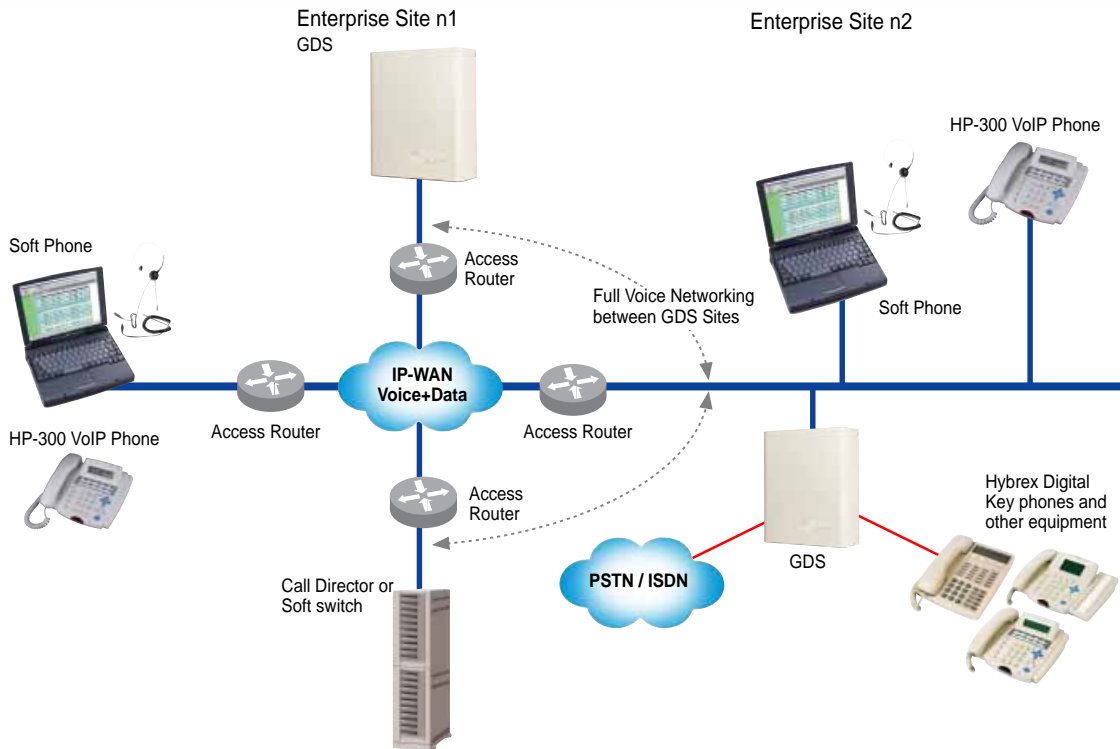 Enterprise Site n1
GDS
Enterprise Site n2
HP-300 VoIP Phone
Soft Phone
Access
Router
Full Voice Networking
between GDS Sites
Soft Phone
IP-WAN
Voice+Data
Access Router
Access Router
HP-300 VoIP Phone
Access
Router
Hybrex Digital
Key phones and
other equipment
GDS
PSTN / ISDN
Call Director or
Soft switch